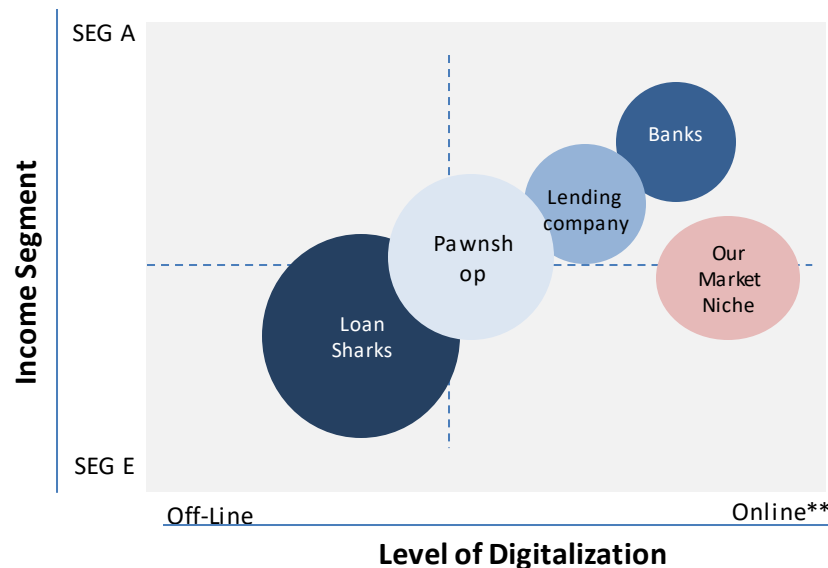 SEG A
Banks
Lending
company
Pawnsh
op
Our
Market
Niche
Loan
Sharks
Income Segment
SEG E
Off-Line
Online**
Level of Digitalization